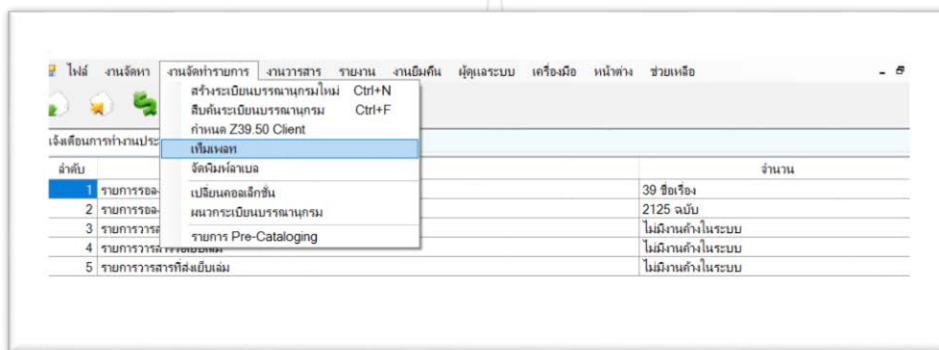 ไฟล์ งานจัดหา งานจัดทำรายการ งานวารสาร รายงาน งานยืมคืน ผู้ดูแลระบบ เครื่องมือ หน้าต่าง ช่วยเหลือ
สร้างระเบียนบรรณานุกรมใหม่ Ctrl+N
สืบค้นระเบียนบรรณานุกรม Ctrl+F
กำหนด Z39.50 Client
เท็มเพลท
จัดพิมพ์ลาเบล
เปลี่ยนคอลเล็กชั่น
ผนวกระเบียนบรรณานุกรม
รายการ Pre-Cataloging
แจ้งเตือนการทำงานประ
ลำดับ จำนวน
1 รายการรอล 39 ชื่อเรื่อง
2 รายการรอล 2125 ฉบับ
3 รายการวารส ไม่มีงานค้างในระบบ
4 รายการวารสารรอเย็บเล่ม ไม่มีงานค้างในระบบ
5 รายการวารสารที่ส่งเย็บเล่ม ไม่มีงานค้างในระบบ